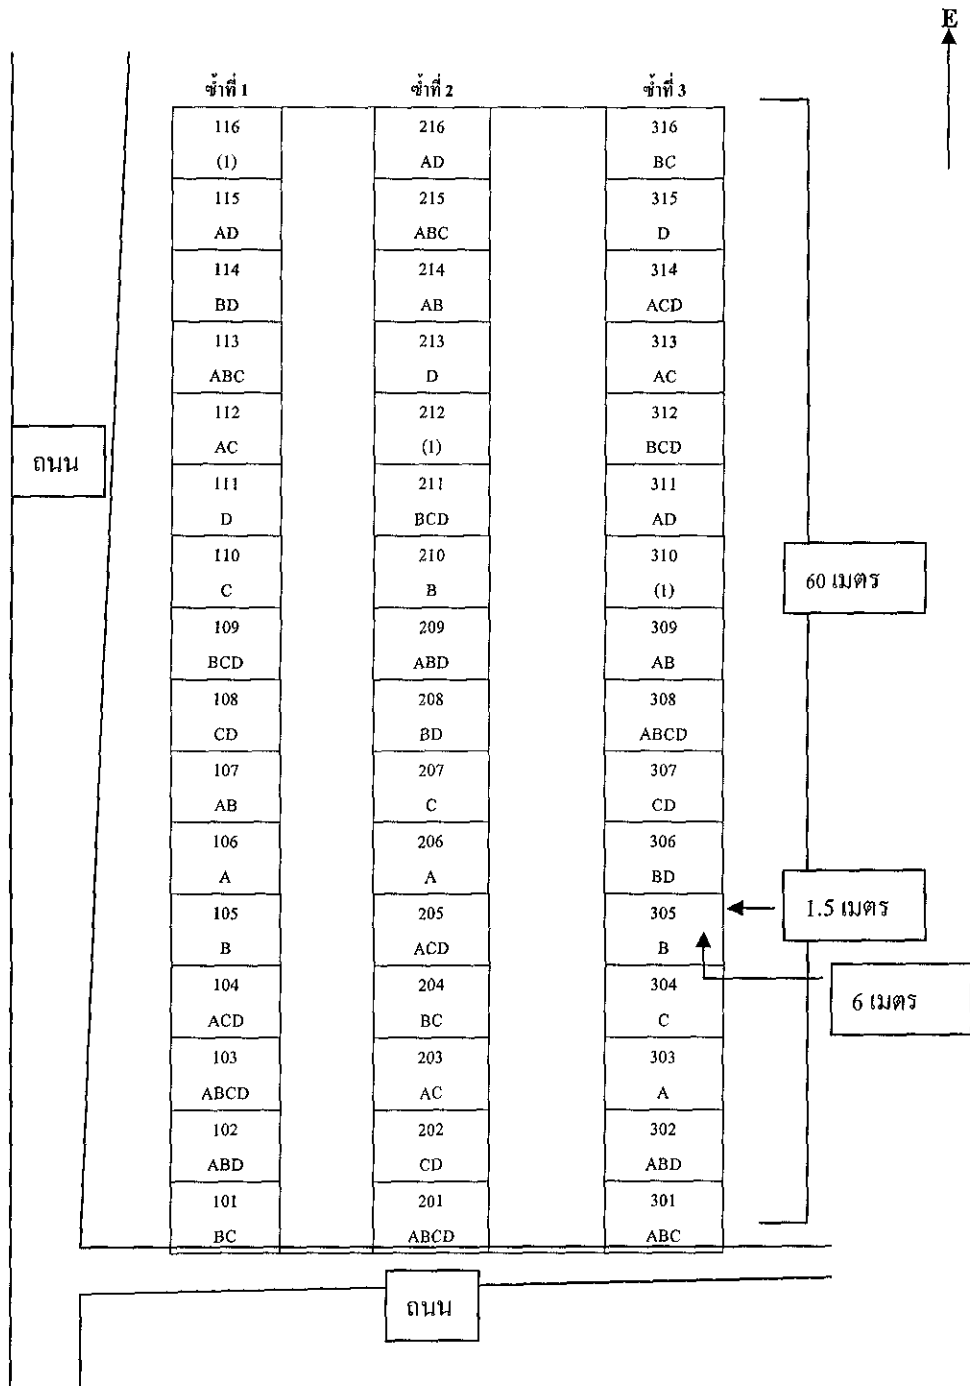 E
ซ้ำที่ 1 ซ้ำที่ 2 ซ้ำที่ 3
116 216 316
(1) AD BC
115 215 315
AD ABC D
114 214 314
BD AB ACD
113 213 313
ABC D AC
112 212 312
AC (1) BCD
ถนน
111 211 311
D BCD AD
110 210 310
C B (1)
60 เมตร
109 209 309
BCD ABD AB
108 208 308
CD BD ABCD
107 207 307
AB C CD
106 206 306
A A BD
105 205 305
1.5 เมตร
B ACD B
104 204 304
6 เมตร
ACD BC C
103 203 303
ABCD AC A
102 202 302
ABD CD ABD
101 201 301
BC ABCD ABC
ถนน